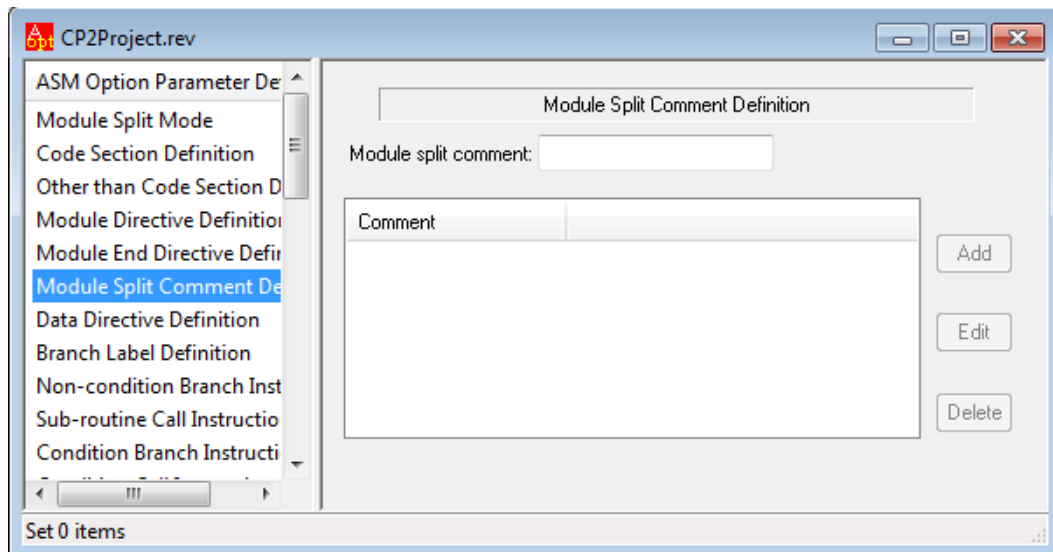 A
opt
CP2Project.rev
ASM Option Parameter De
Module Split Mode
Code Section Definition
Other than Code Section D
Module Directive Definition
Module End Directive Defin
Module Split Comment De
Data Directive Definition
Branch Label Definition
Non-condition Branch Inst
Sub-routine Call Instructio
Condition Branch Instructi
Set 0 items
Module Split Comment Definition
Module split comment:
Comment
Add
Edit
Delete